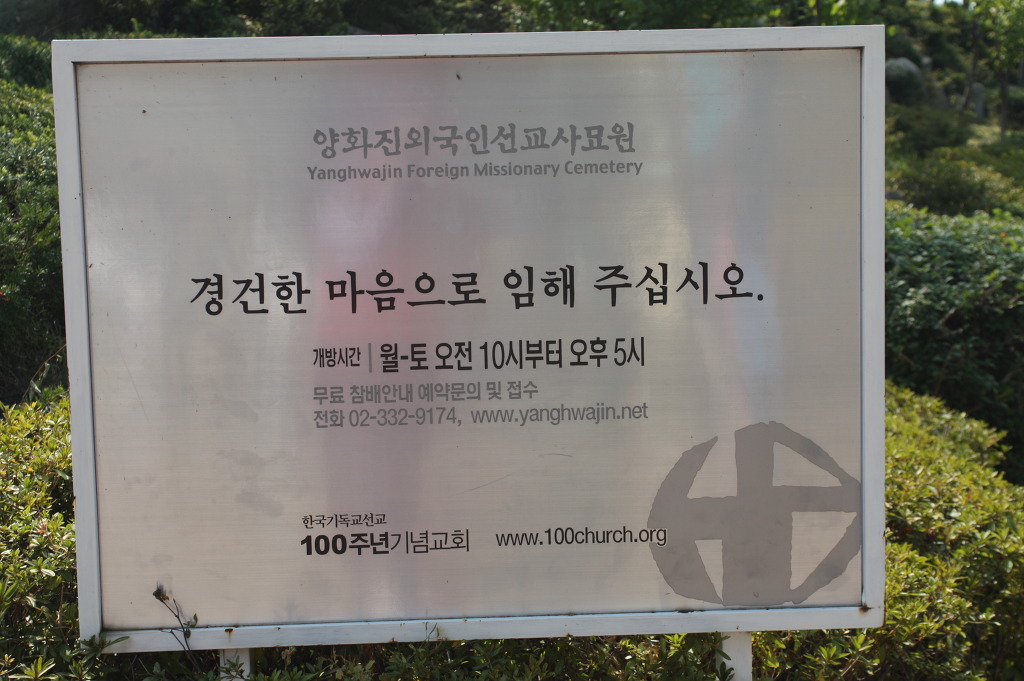 양화진외국인선교사묘원
Yanghwajin Foreign Missionary Cemetery
경건한 마음으로 임해 주십시오.
개방시간 | 월-토 오전 10시부터 오후 5시
무료 참배안내 예약문의 및 접수
전화 02-332-9174, www.yanghwajin.net
한국기독교선교
100주년기념교회 www.100church.org